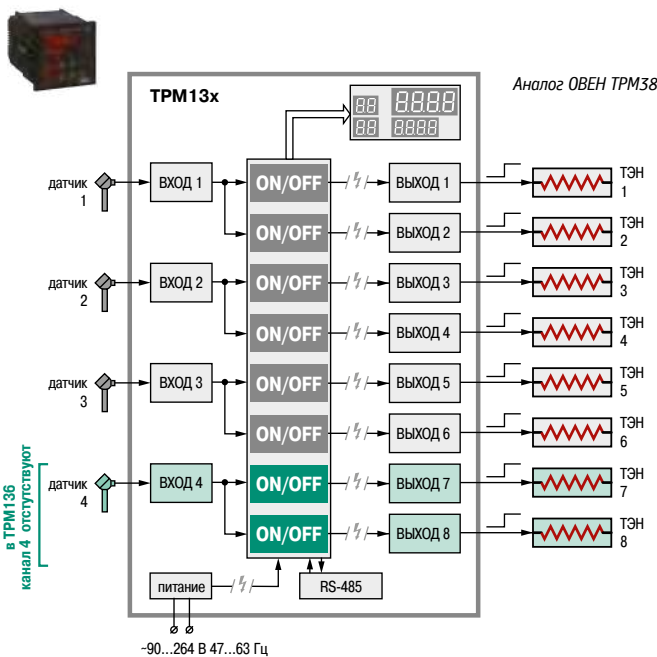 Аналог ОВЕН ТРМ38
ТРМ13х
88 8.8.8.8
88 8888
датчик 1
ВХОД 1
ON/OFF
ВЫХОД 1
ТЭН 1
ON/OFF
ВЫХОД 2
ТЭН 2
датчик 2
ВХОД 2
ON/OFF
ВЫХОД 3
ТЭН 3
ON/OFF
ВЫХОД 4
ТЭН 4
датчик 3
ВХОД 3
ON/OFF
ВЫХОД 5
ТЭН 5
ON/OFF
ВЫХОД 6
ТЭН 6
в ТРМ136
канал 4 отстутствуют
датчик 4
ВХОД 4
ON/OFF
ВЫХОД 7
ТЭН 7
ON/OFF
ВЫХОД 8
ТЭН 8
питание
RS-485
~90...264 В 47...63 Гц